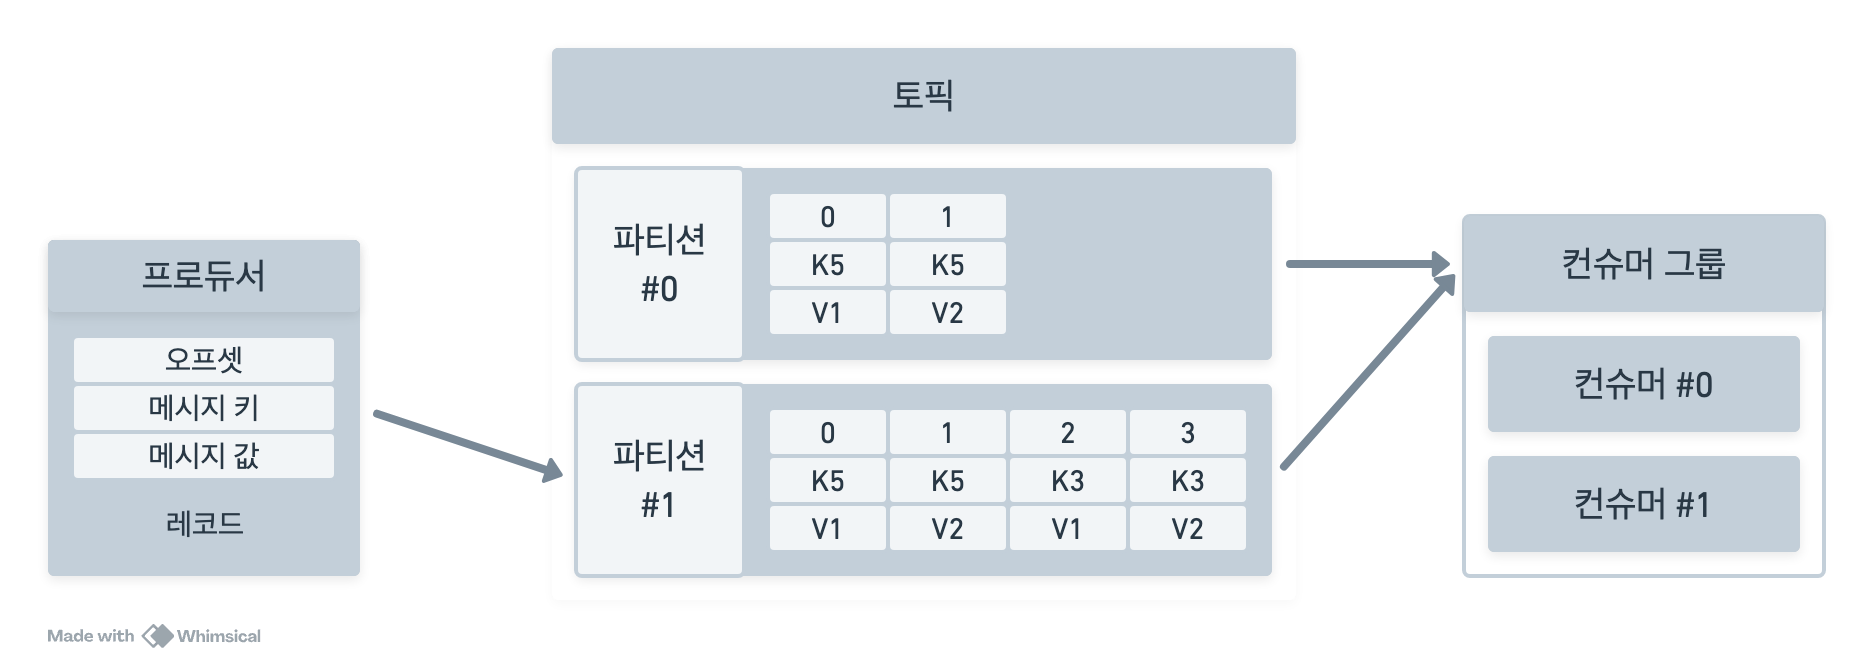 프로듀서
오프셋
메시지 키
메시지 값
레코드
토픽
파티션
#0
0 1
K5 K5
V1 V2
파티션
#1
0 1 2 3
K5 K5 K3 K3
V1 V2 V1 V2
컨슈머 그룹
컨슈머 #0
컨슈머 #1
Made with Whimsical